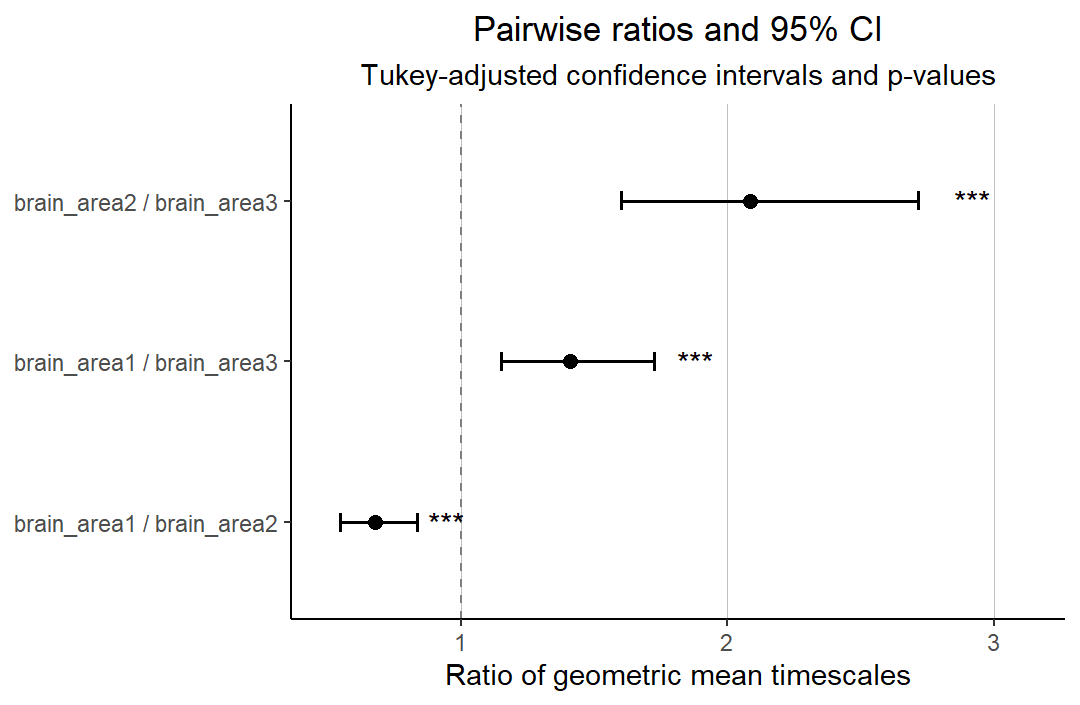 Pairwise ratios and 95% CI
Tukey-adjusted confidence intervals and p-values
brain_area2 / brain_area3
***
brain_area1 / brain_area3
***
brain_area1 / brain_area2
***
1
2
3
Ratio of geometric mean timescales